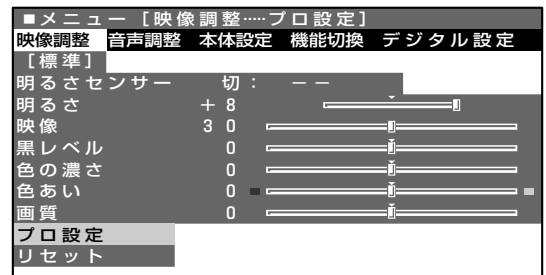 ■メニュー [映像調整┅┅プロ設定]
映像調整 音声調整 本体設定 機能切換 デジタル設定
[標準]
明るさセンサー 切: −−
明るさ +8
映像 30
黒レベル 0
色の濃さ 0
色あい 0
画質 0
プロ設定
リセット